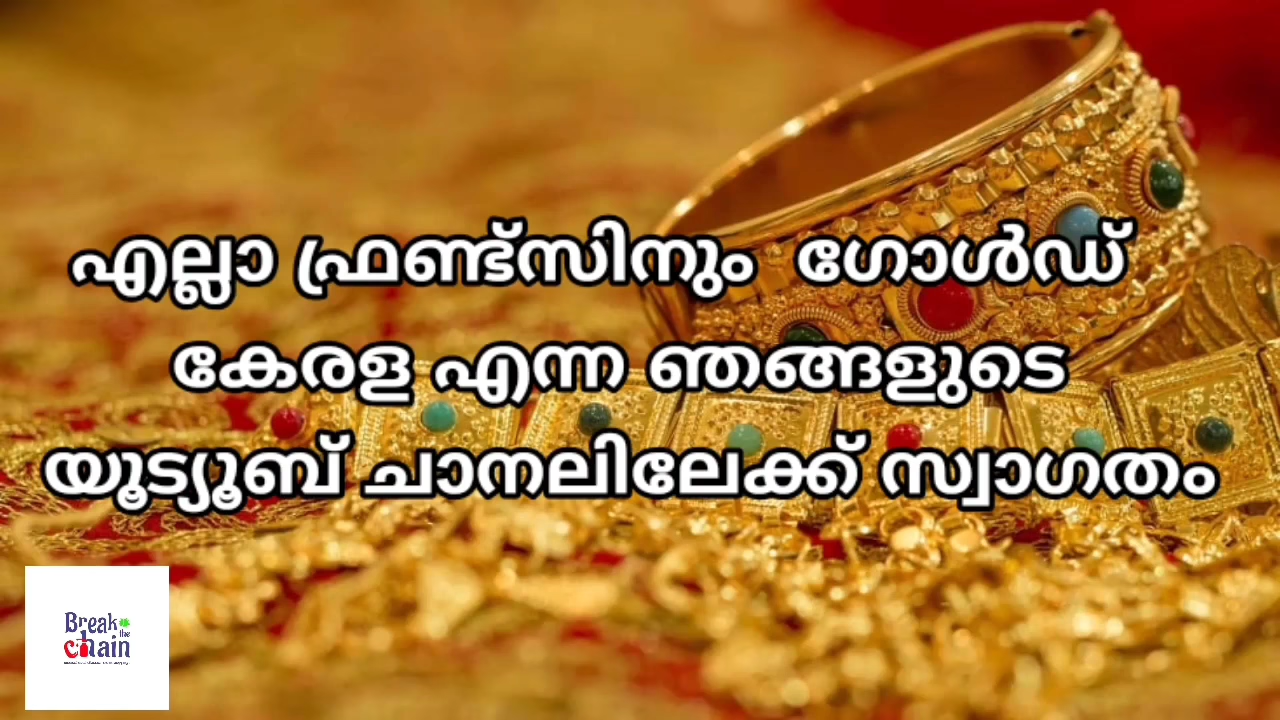 എല്ലാ ഫ്രണ്ട്സിനും ഗോൾഡ്
കേരള എന്ന ഞങ്ങളുടെ
യൂട്യൂബ് ചാനലിലേക്ക് സ്വാഗതം
Break
the
chain